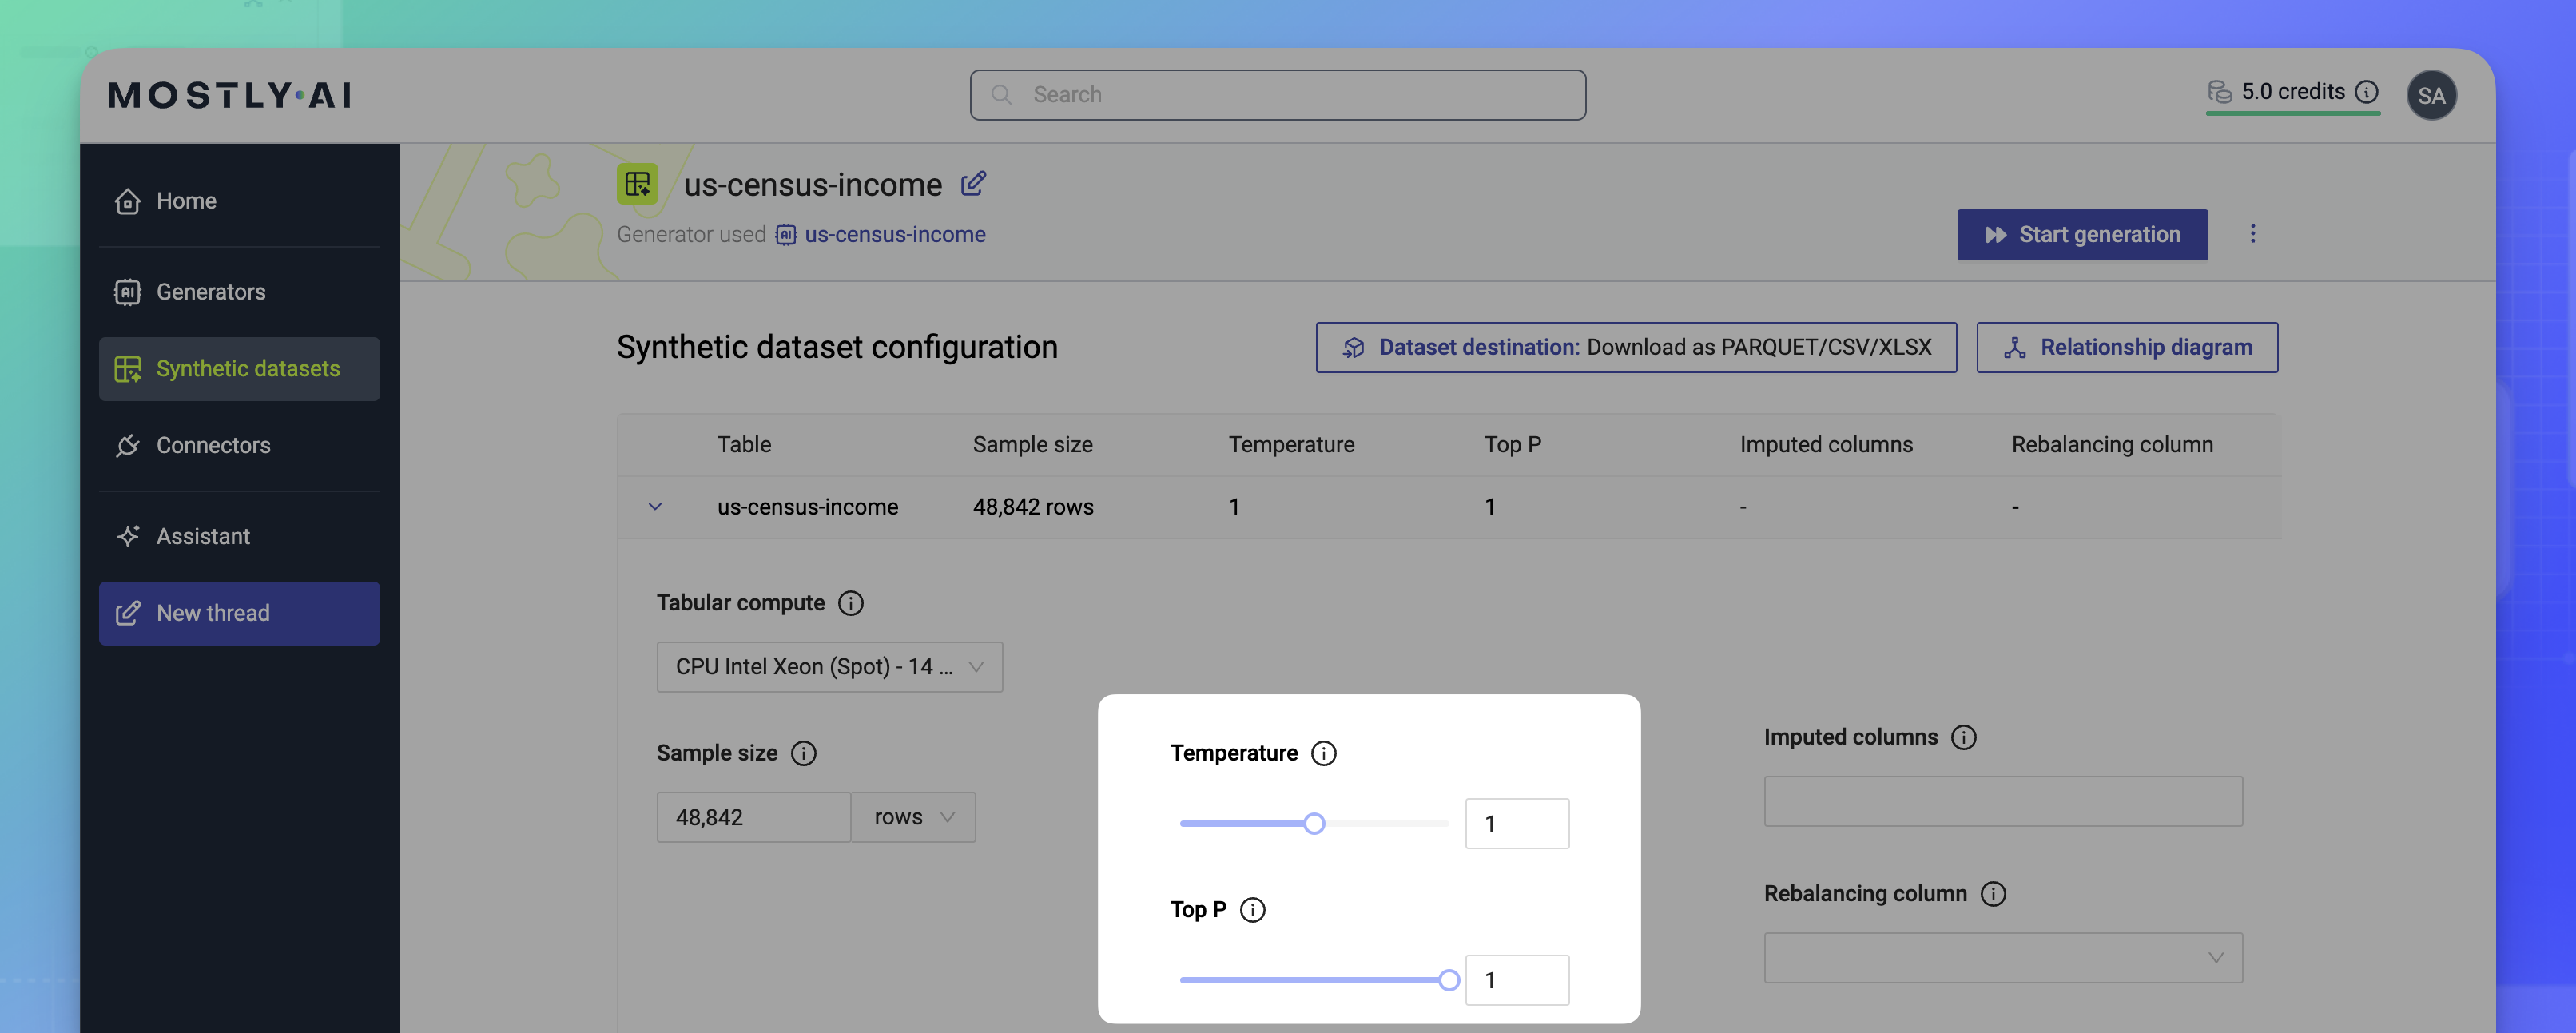 MOSTLY•AI
Search
5.0 credits
SA
Home
Generators
Synthetic datasets
Connectors
Assistant
New thread
us-census-income
Generator used us-census-income
Start generation
Synthetic dataset configuration
Dataset destination: Download as PARQUET/CSV/XLSX
Relationship diagram
Table Sample size Temperature Top P Imputed columns Rebalancing column
us-census-income 48,842 rows 1 1 - -
Tabular compute
CPU Intel Xeon (Spot) - 14 ...
Sample size
48,842 rows
Temperature
1
Top P
1
Imputed columns
Rebalancing column